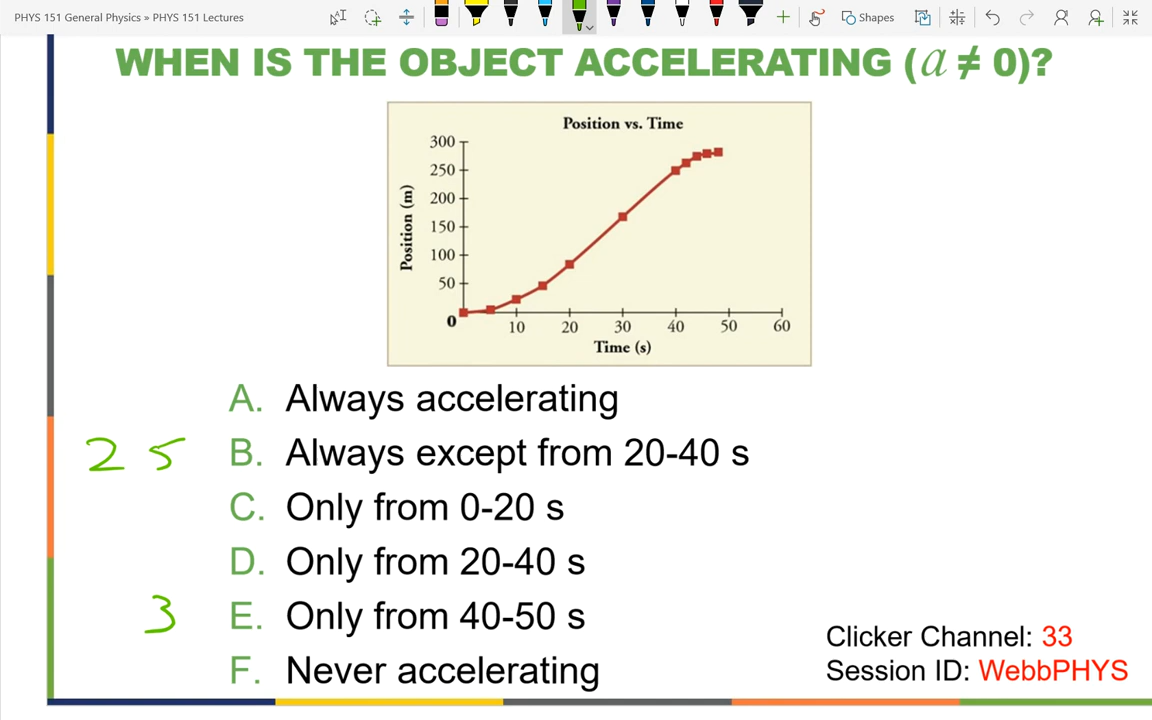 PHYS 151 General Physics » PHYS 151 Lectures
Shapes
WHEN IS THE OBJECT ACCELERATING (a ≠ 0)?
Position vs. Time
300
250
200
150
100
50
0
Position (m)
10 20 30 40 50 60
Time (s)
A. Always accelerating
2 5 B. Always except from 20-40 s
C. Only from 0-20 s
D. Only from 20-40 s
3 E. Only from 40-50 s
F. Never accelerating
Clicker Channel: 33
Session ID: WebbPHYS